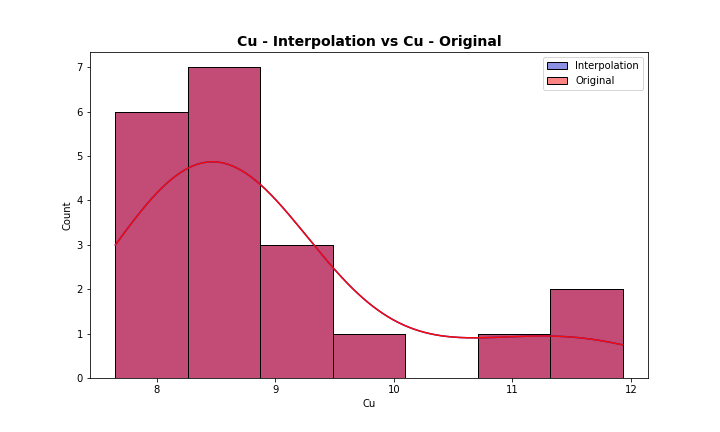 Cu - Interpolation vs Cu - Original
Interpolation
Original
7
6
5
4
3
2
1
0
Count
8 9 10 11 12
Cu